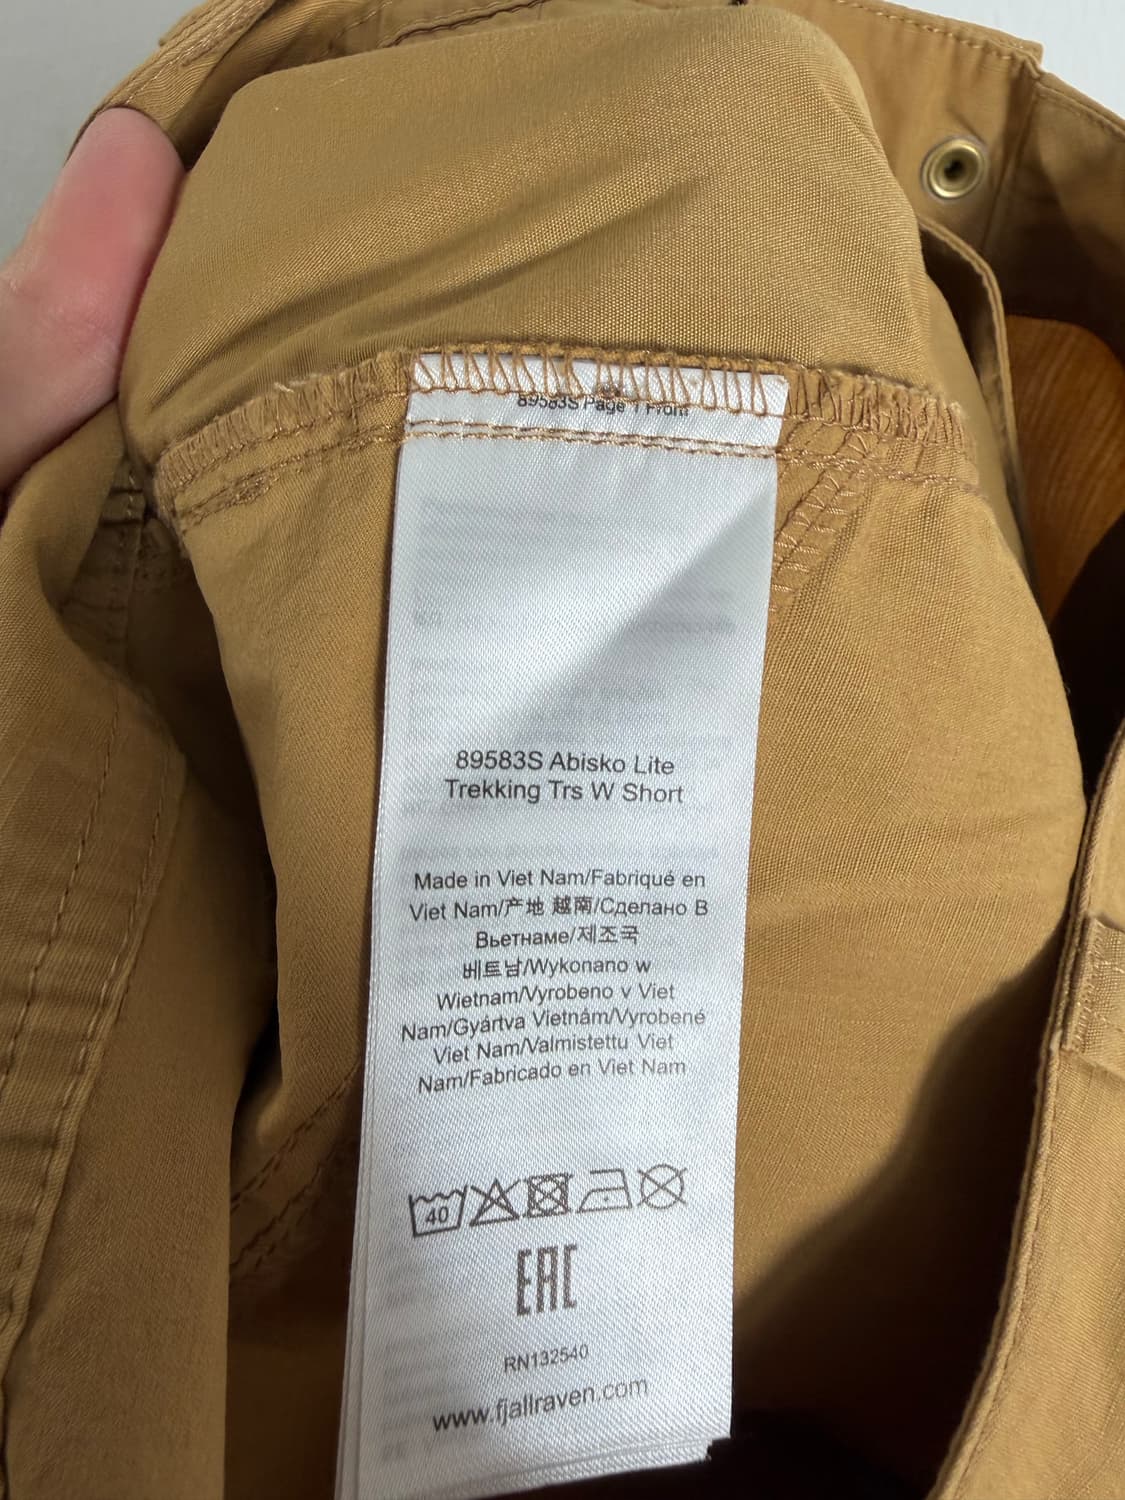 89583S Page 1 Front
89583S Abisko Lite
Trekking Trs W Short
Made in Viet Nam/Fabriqué en
Viet Nam/产地 越南/Сделано В
Вьетнаме/제조국
베트남/Wykonano w
Wietnam/Vyrobeno v Viet
Nam/Gyártva Vietnám/Vyrobené
Viet Nam/Valmistettu Viet
Nam/Fabricado en Viet Nam
40
EAC
RN132540
www.fjallraven.com